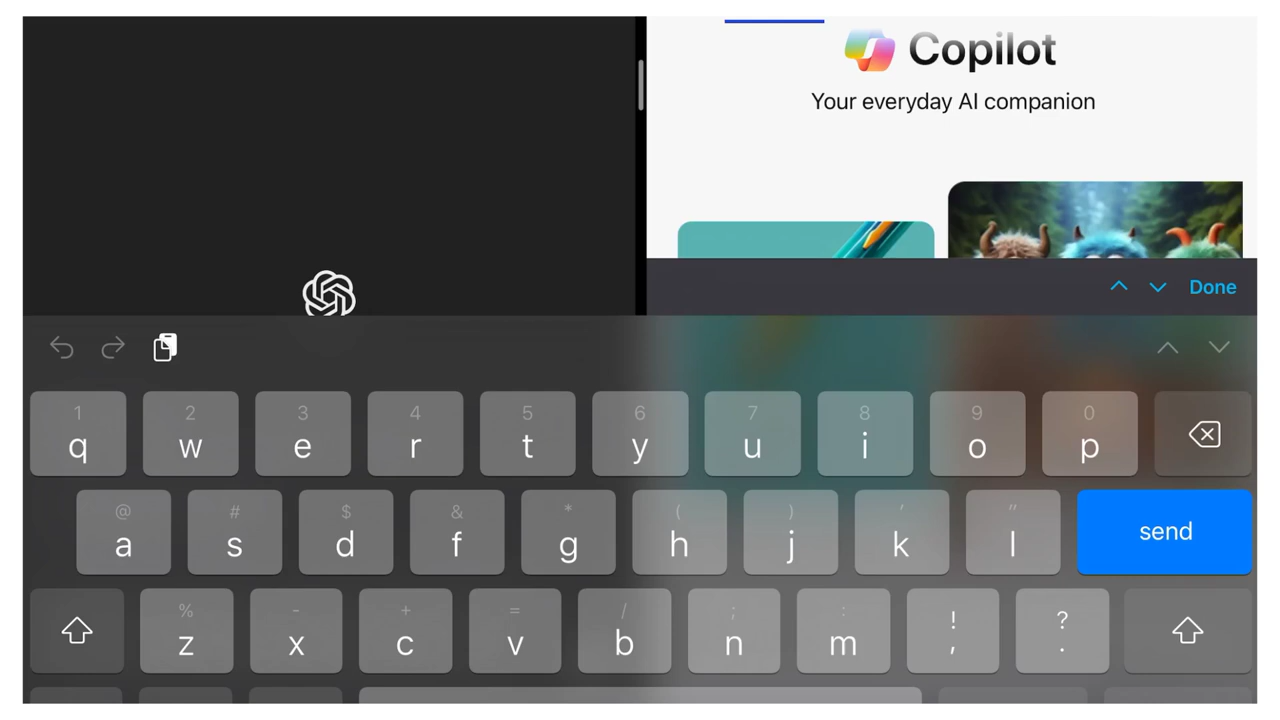 Copilot
Your everyday AI companion
Done
1 2 3 4 5 6 7 8 9 0
q w e r t y u i o p
@ # $ & * ( ) ' "
a s d f g h j k l send
% - + = / ; : ! ?
z x c v b n m , .